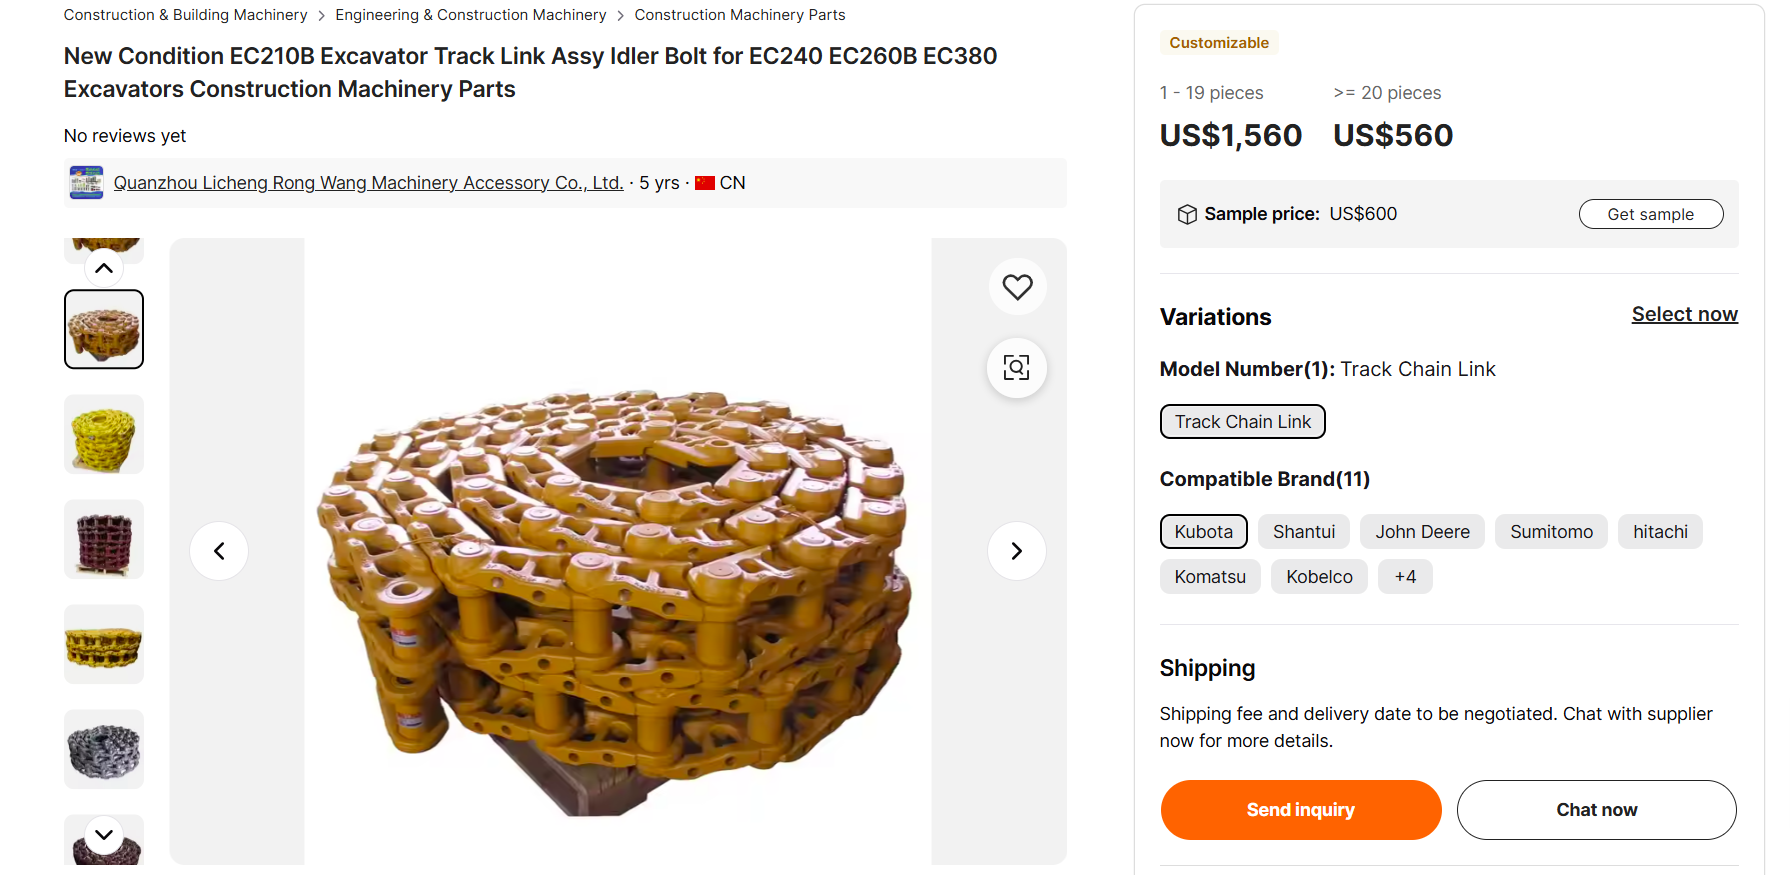 Construction & Building Machinery > Engineering & Construction Machinery > Construction Machinery Parts
New Condition EC210B Excavator Track Link Assy Idler Bolt for EC240 EC260B EC380
Excavators Construction Machinery Parts
No reviews yet
Quanzhou Licheng Rong Wang Machinery Accessory Co., Ltd. · 5 yrs · CN
Customizable
1 - 19 pieces >= 20 pieces
US$1,560 US$560
Sample price: US$600 Get sample
Variations Select now
Model Number(1): Track Chain Link
Track Chain Link
Compatible Brand(11)
Kubota Shantui John Deere Sumitomo hitachi
Komatsu Kobelco +4
Shipping
Shipping fee and delivery date to be negotiated. Chat with supplier
now for more details.
Send inquiry Chat now